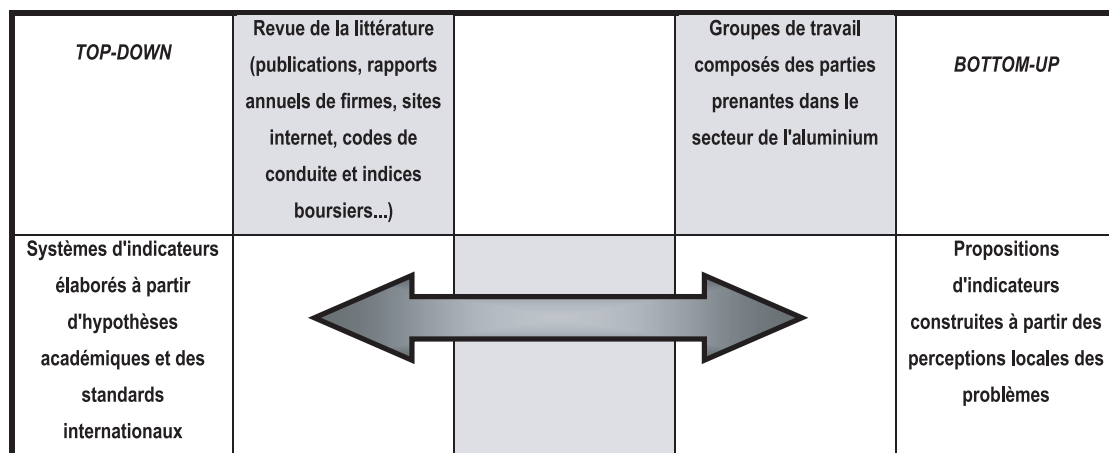 TOP-DOWN
Revue de la littérature
(publications, rapports
annuels de firmes, sites
internet, codes de
conduite et indices
boursiers...)
Groupes de travail
composés des parties
prenantes dans le
secteur de l'aluminium
BOTTOM-UP
Systèmes d'indicateurs
élaborés à partir
d'hypothèses
académiques et des
standards
internationaux
Propositions
d'indicateurs
construites à partir des
perceptions locales des
problèmes